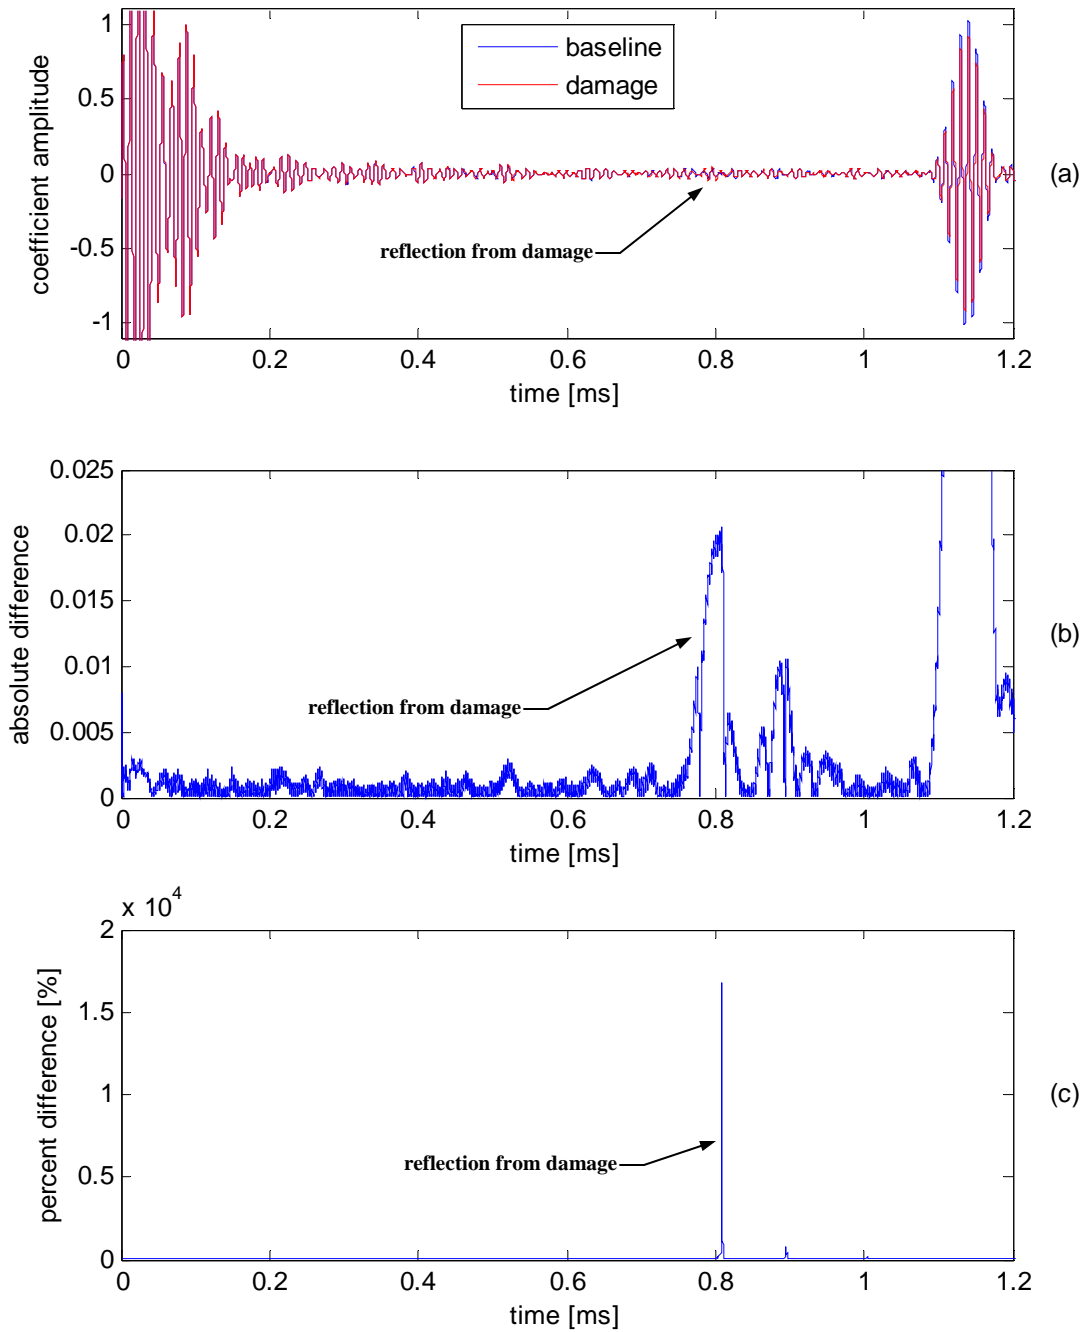 1
0.5
0
-0.5
-1
coefficient amplitude
baseline
damage
reflection from damage
(a)
0 0.2 0.4 0.6 0.8 1 1.2
time [ms]
0.025
0.02
0.015
0.01
0.005
0
absolute difference
reflection from damage
(b)
0 0.2 0.4 0.6 0.8 1 1.2
time [ms]
x 10^4
2
1.5
1
0.5
0
percent difference [%]
reflection from damage
(c)
0 0.2 0.4 0.6 0.8 1 1.2
time [ms]